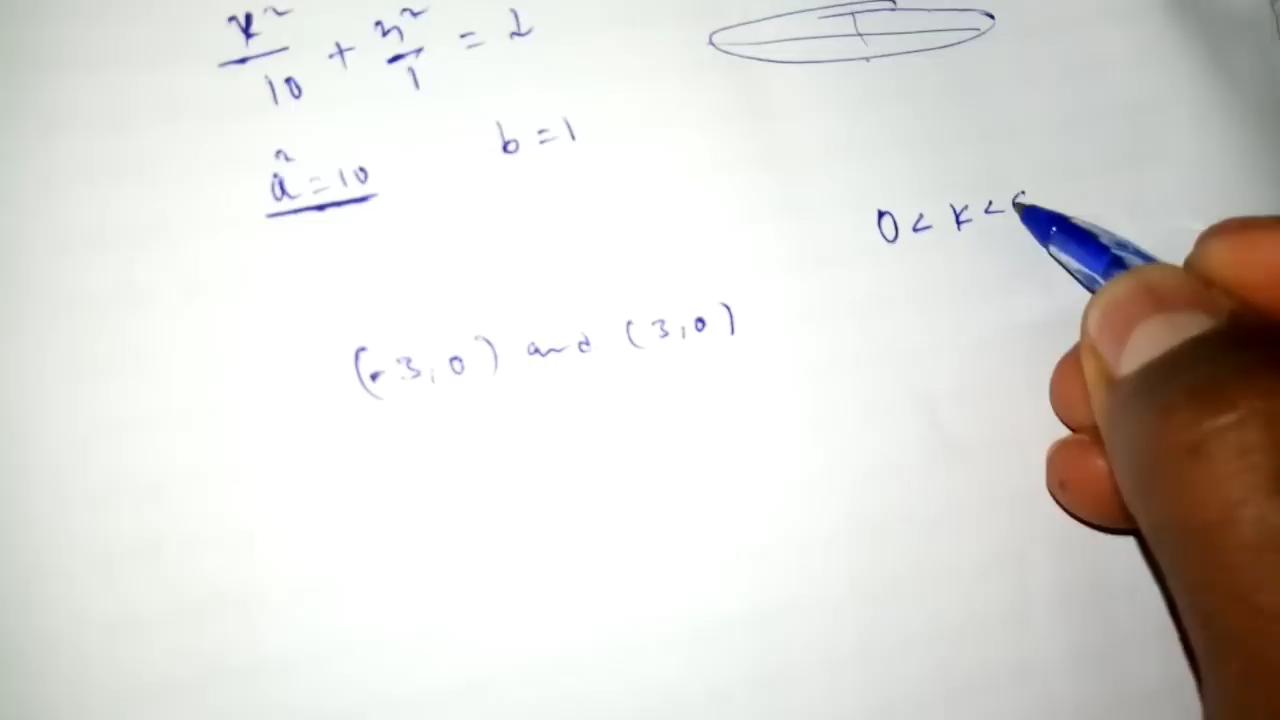 x²/10 + y²/1 = 1
a² = 10
b = 1
0 < x <
(-3, 0) and (3, 0)